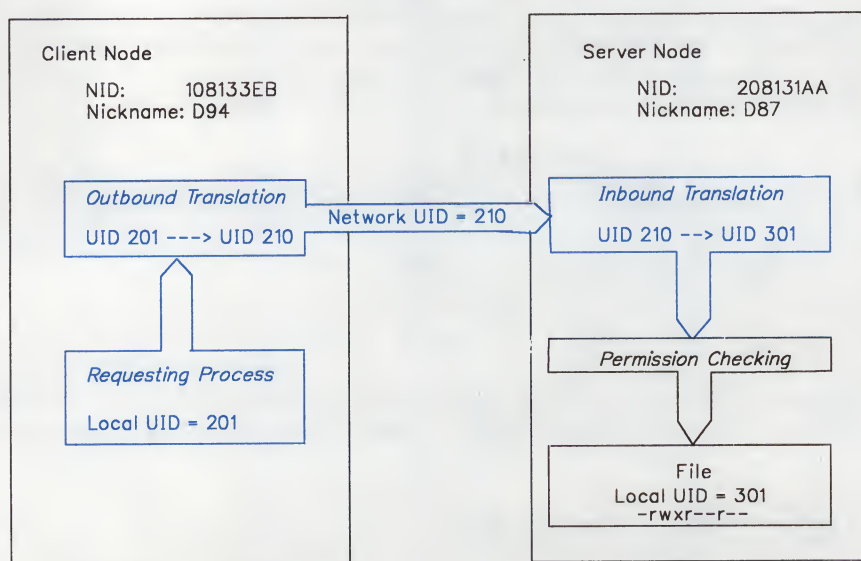 Client Node
NID: 108133EB
Nickname: D94
Outbound Translation
UID 201 ---> UID 210
Requesting Process
Local UID = 201
Network UID = 210
Server Node
NID: 208131AA
Nickname: D87
Inbound Translation
UID 210 --> UID 301
Permission Checking
File
Local UID = 301
-rwxr--r--